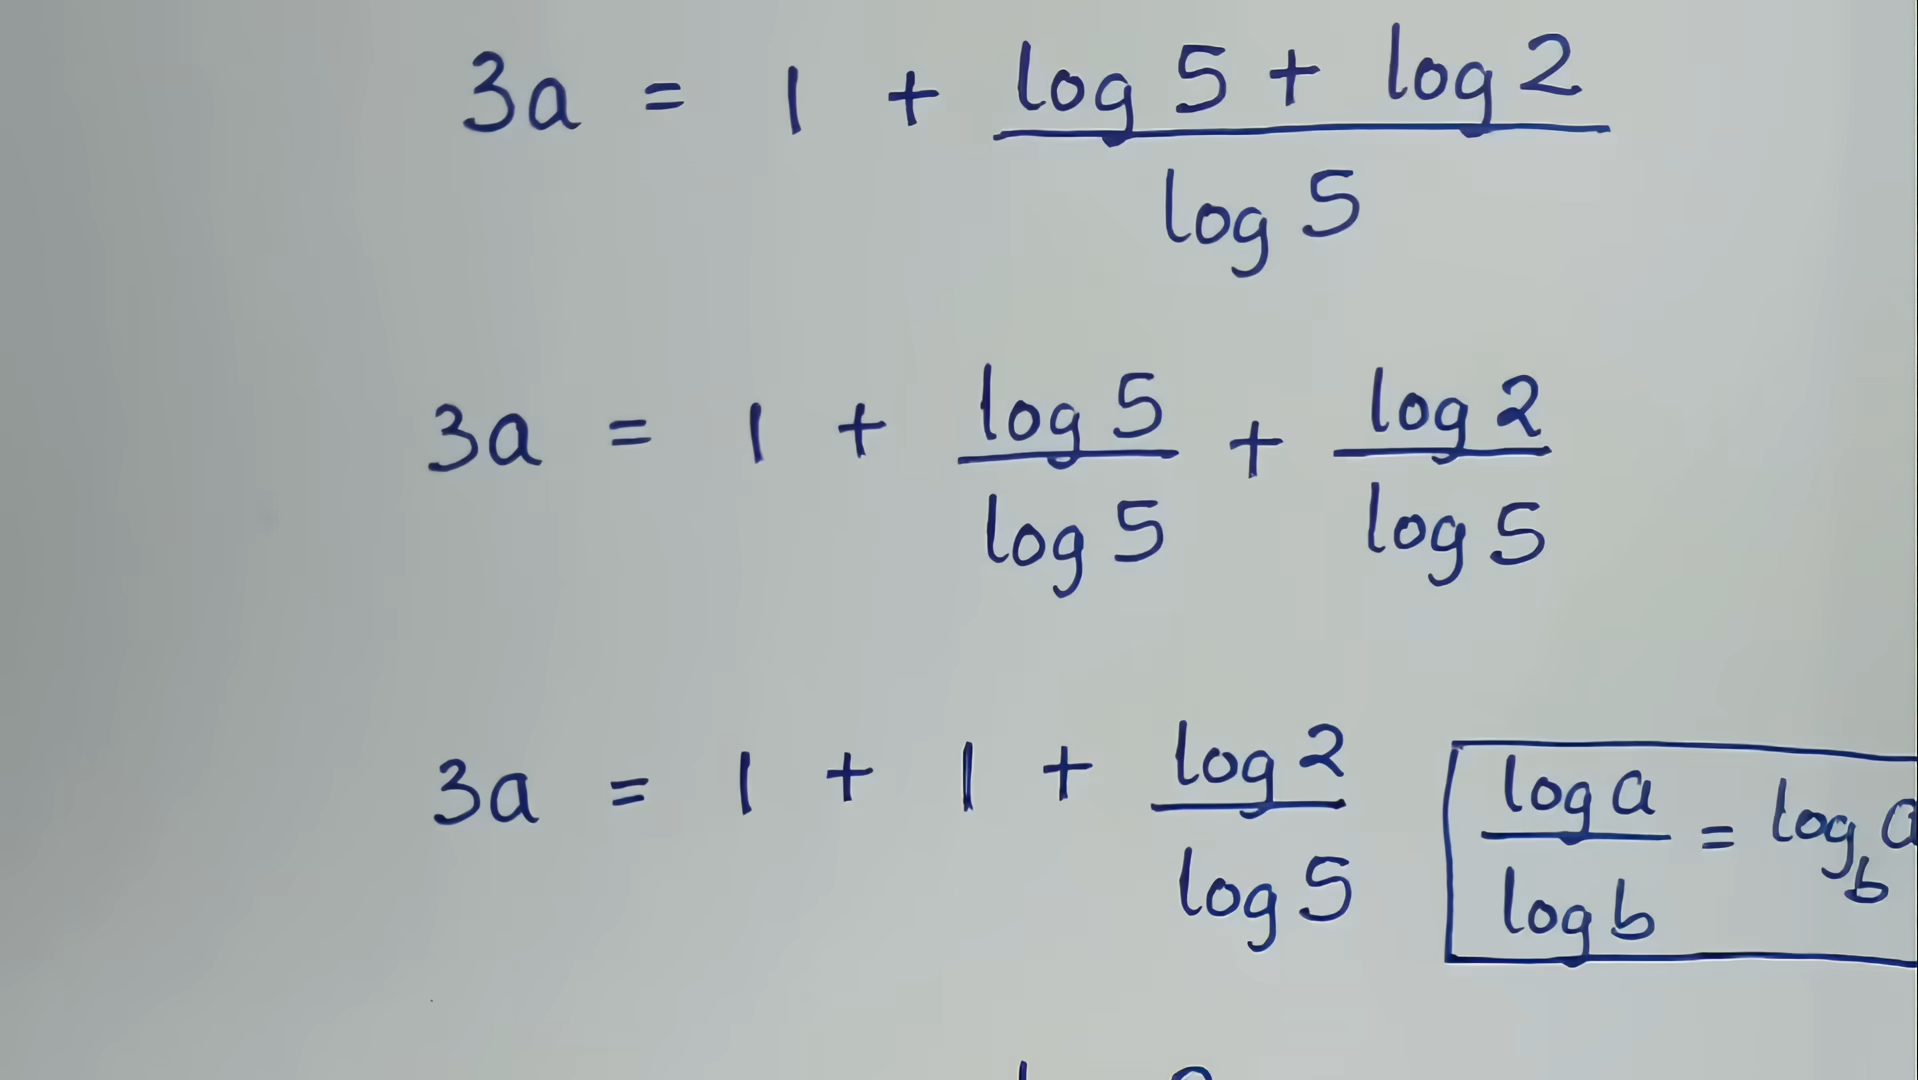 3a = 1 + (log 5 + log 2) / log 5
3a = 1 + log 5 / log 5 + log 2 / log 5
3a = 1 + 1 + log 2 / log 5
log a / log b = log_b a